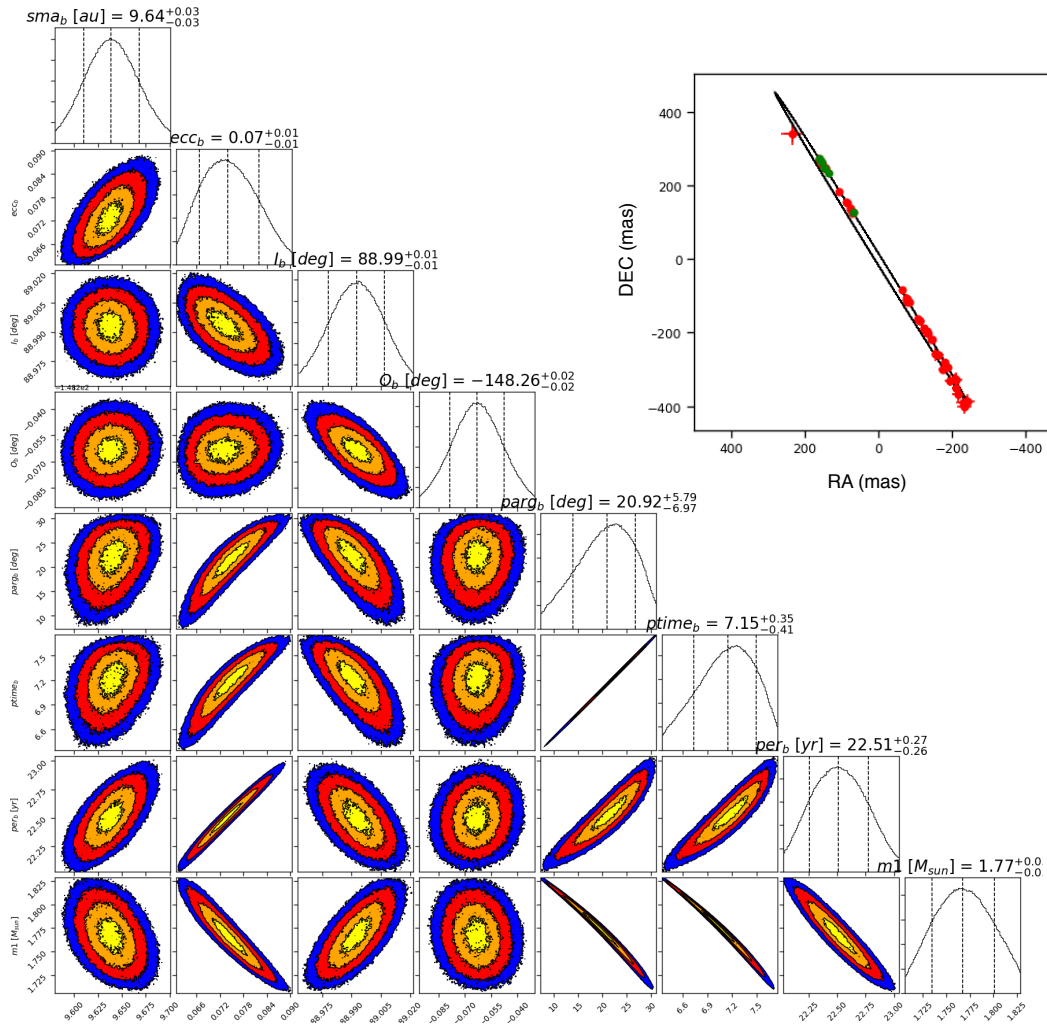 sma_b [au] = 9.64^{+0.03}_{-0.03}
ecc_b = 0.07^{+0.01}_{-0.01}
I_b [deg] = 88.99^{+0.01}_{-0.01}
O_b [deg] = −148.26^{+0.02}_{-0.02}
parg_b [deg] = 20.92^{+5.79}_{-6.97}
ptime_b = 7.15^{+0.35}_{-0.41}
per_b [yr] = 22.51^{+0.27}_{-0.26}
m1 [M_{sun}] = 1.77^{+0.0}_{-0.0}
DEC (mas)
400
200
0
−200
−400
400 200 0 −200 −400
RA (mas)
ecc_b
0.090
0.084
0.078
0.072
0.066
I_b [deg]
89.020
89.005
88.990
88.975
−1.482e2
O_b [deg]
−0.040
−0.055
−0.070
−0.085
parg_b [deg]
30
25
20
15
10
ptime_b
7.5
7.2
6.9
6.6
per_b [yr]
23.00
22.75
22.50
22.25
m1 [M_{sun}]
1.825
1.800
1.775
1.750
1.725
9.600 9.625 9.650 9.675 9.700
0.066 0.072 0.078 0.084 0.090
88.975 88.990 89.005 89.020
−0.085 −0.070 −0.055 −0.040
10 15 20 25 30
6.6 6.9 7.2 7.5
22.25 22.50 22.75 23.00
1.725 1.750 1.775 1.800 1.825